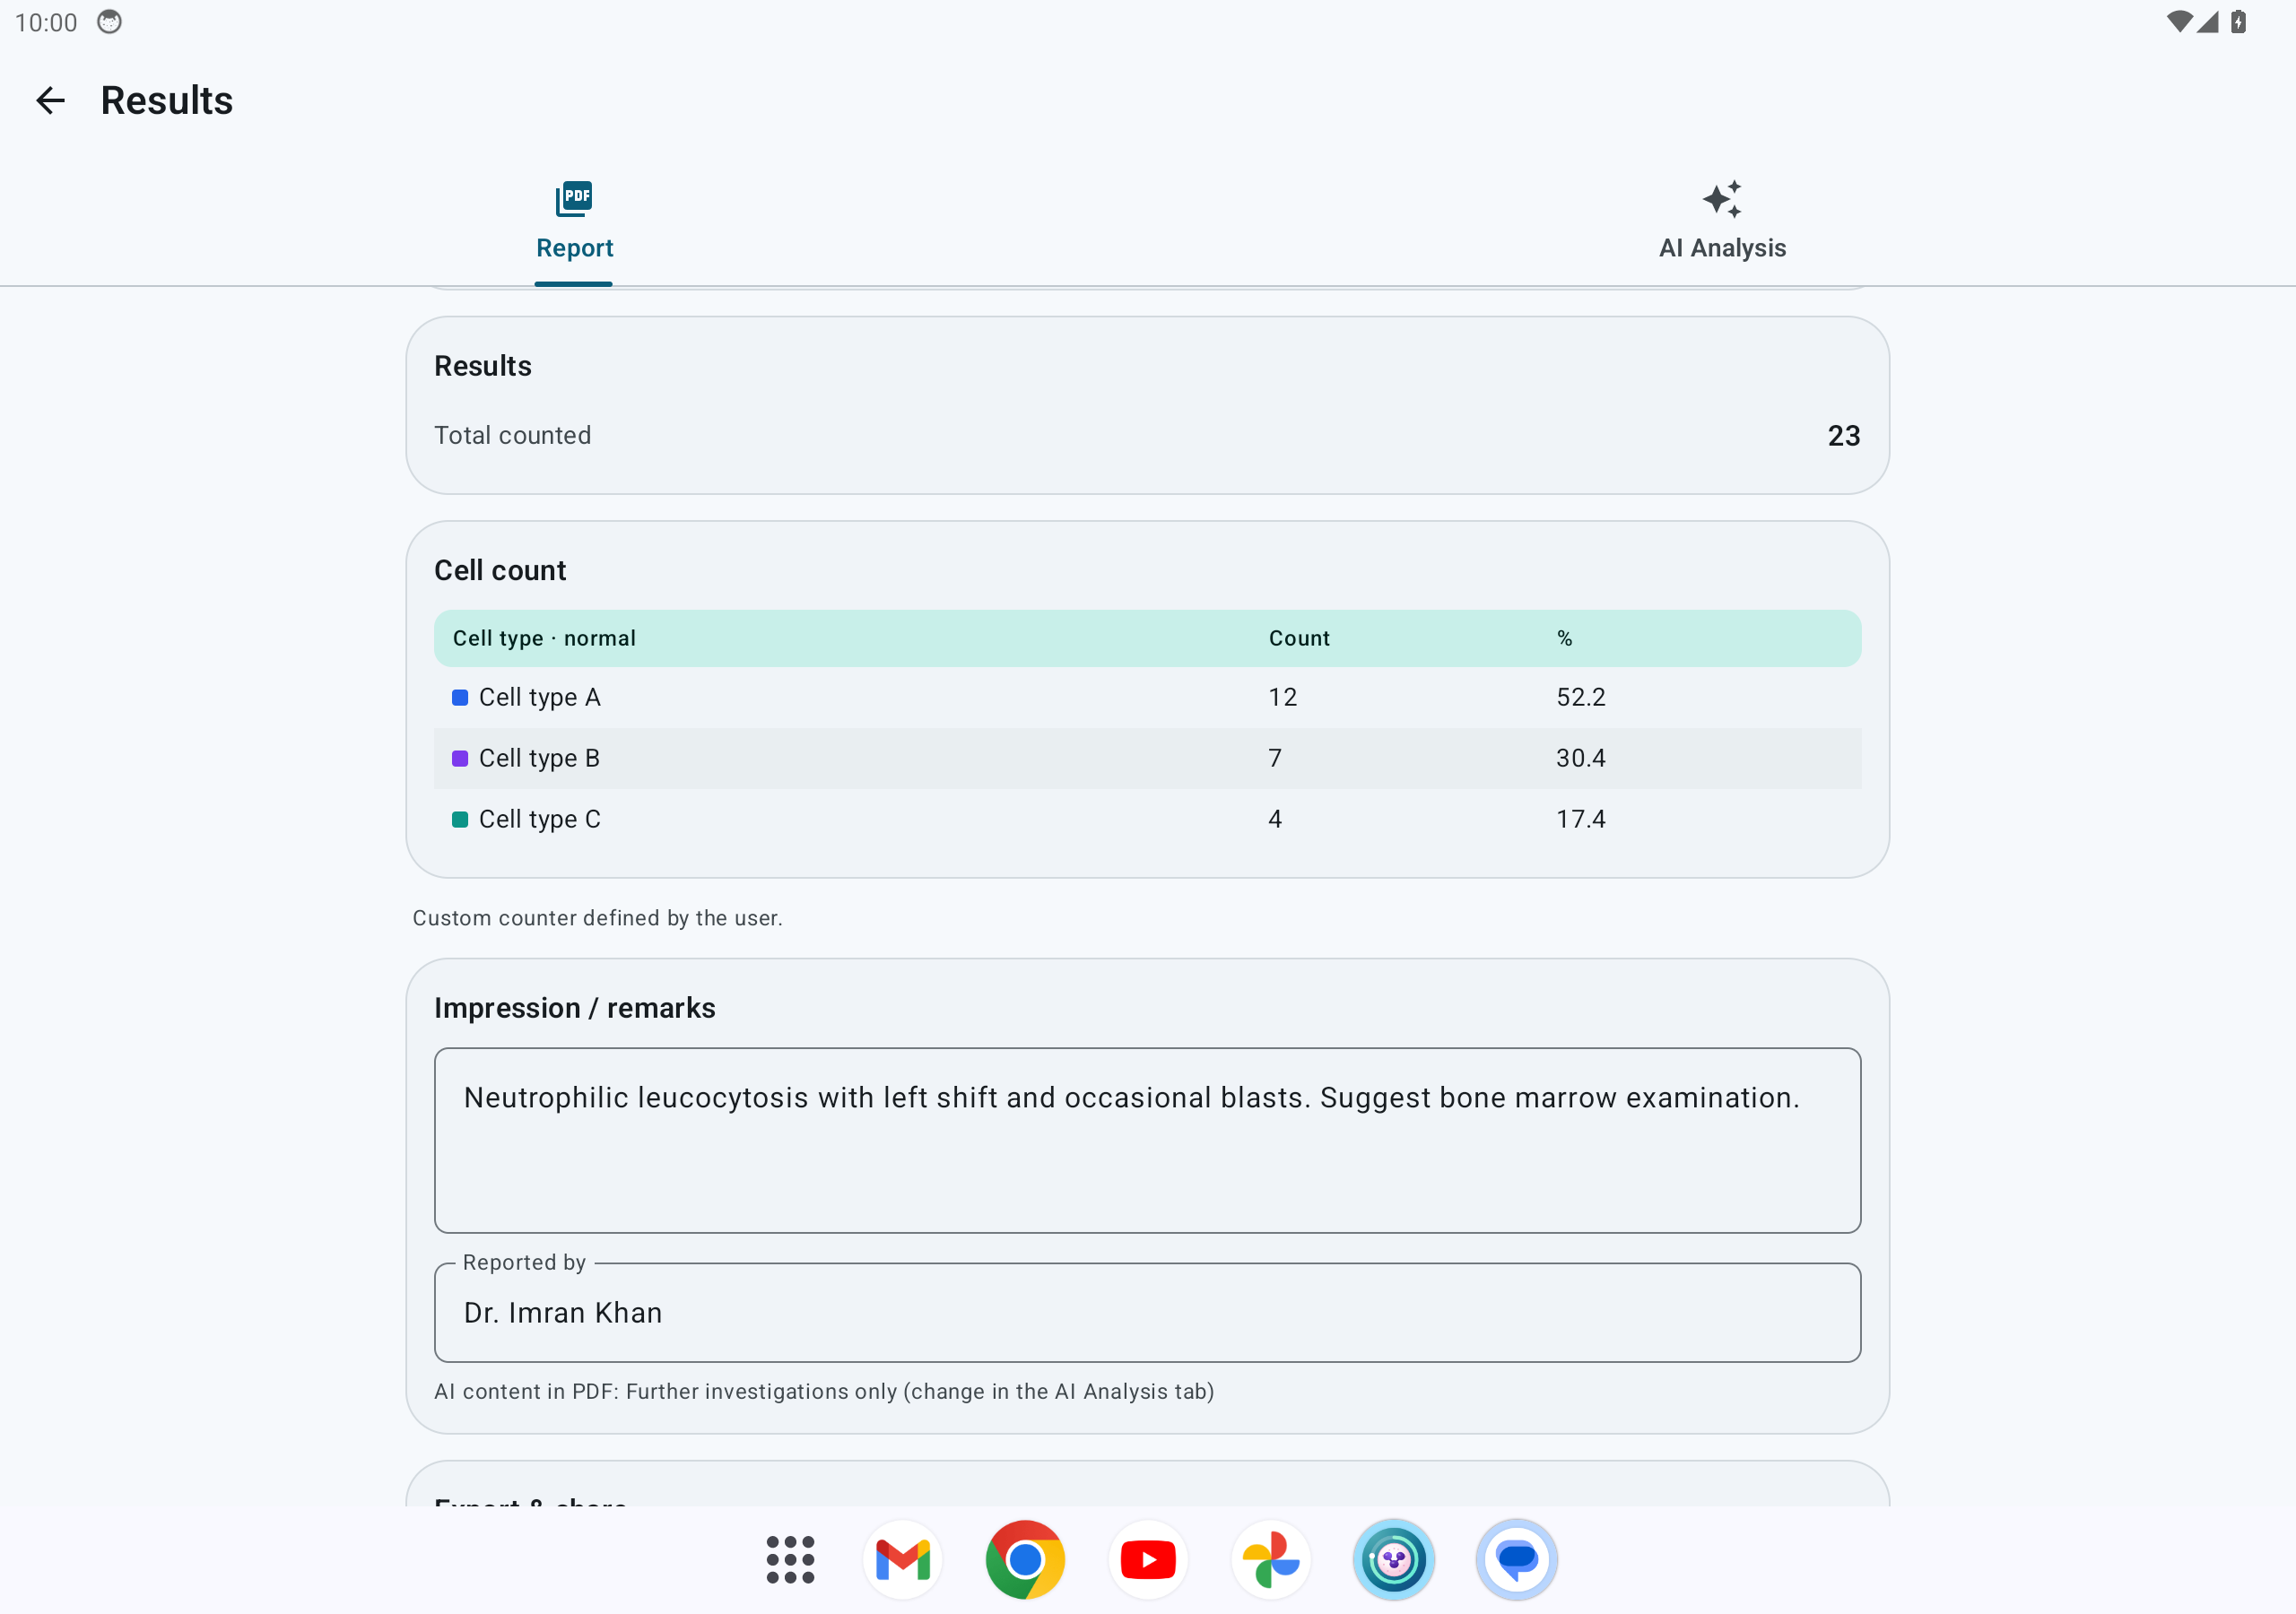 10:00
Results
PDF
Report
AI Analysis
Results
Total counted 23
Cell count
Cell type · normal Count %
Cell type A 12 52.2
Cell type B 7 30.4
Cell type C 4 17.4
Custom counter defined by the user.
Impression / remarks
Neutrophilic leucocytosis with left shift and occasional blasts. Suggest bone marrow examination.
Reported by
Dr. Imran Khan
AI content in PDF: Further investigations only (change in the AI Analysis tab)
Export & share